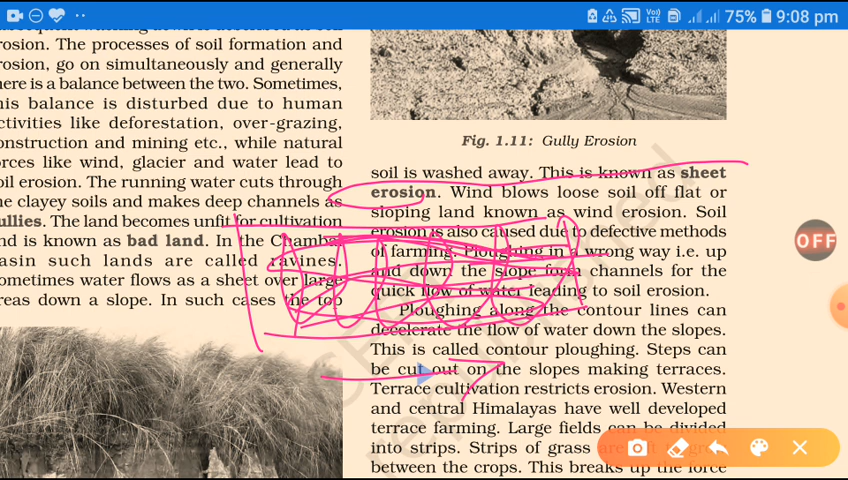 75% 9:08 pm
OFF
rosion. The processes of soil formation and
rosion, go on simultaneously and generally
here is a balance between the two. Sometimes,
his balance is disturbed due to human
ctivities like deforestation, over-grazing,
onstruction and mining etc., while natural
orces like wind, glacier and water lead to
oil erosion. The running water cuts through
he clayey soils and makes deep channels as
ullies. The land becomes unfit for cultivation
nd is known as bad land. In the Chambal
asin such lands are called ravines.
ometimes water flows as a sheet over large
reas down a slope. In such cases the top
Fig. 1.11: Gully Erosion
soil is washed away. This is known as sheet
erosion. Wind blows loose soil off flat or
sloping land known as wind erosion. Soil
erosion is also caused due to defective methods
of farming. Ploughing in a wrong way i.e. up
and down the slope form channels for the
quick flow of water leading to soil erosion.
Ploughing along the contour lines can
decelerate the flow of water down the slopes.
This is called contour ploughing. Steps can
be cut out on the slopes making terraces.
Terrace cultivation restricts erosion. Western
and central Himalayas have well developed
terrace farming. Large fields can be divided
into strips. Strips of grass
between the crops. This breaks up the force